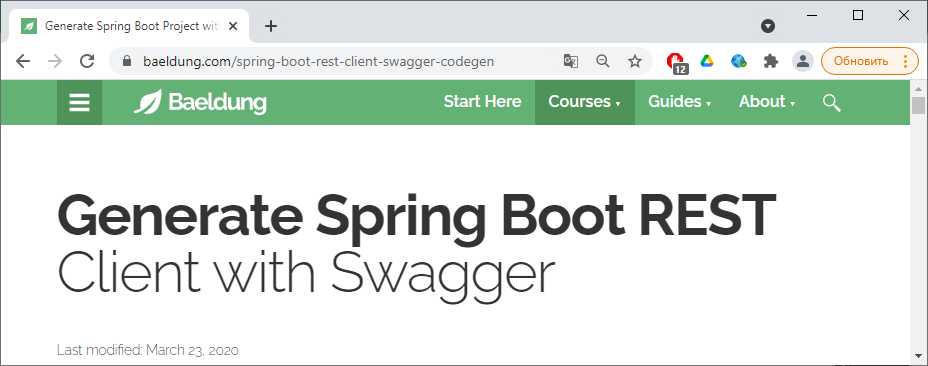 Generate Spring Boot Project with
baeldung.com/spring-boot-rest-client-swagger-codegen
12
Обновить
Baeldung
Start Here
Courses
Guides
About
Generate Spring Boot REST
Client with Swagger
Last modified: March 23, 2020